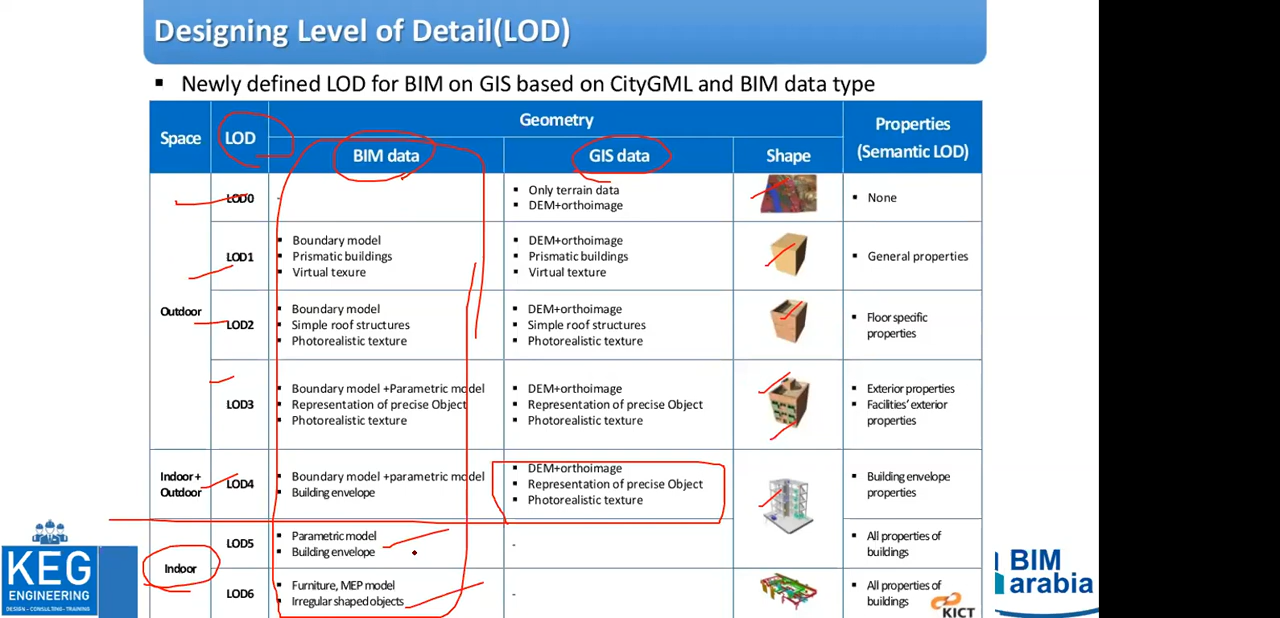 Designing Level of Detail(LOD)
▪ Newly defined LOD for BIM on GIS based on CityGML and BIM data type
Space
LOD
Geometry
Properties
(Semantic LOD)
BIM data
GIS data
Shape
Outdoor
LOD0
-
▪ Only terrain data
▪ DEM+orthoimage
▪ None
LOD1
▪ Boundary model
▪ Prismatic buildings
▪ Virtual texure
▪ DEM+orthoimage
▪ Prismatic buildings
▪ Virtual texture
▪ General properties
LOD2
▪ Boundary model
▪ Simple roof structures
▪ Photorealistic texture
▪ DEM+orthoimage
▪ Simple roof structures
▪ Photorealistic texture
▪ Floor specific
properties
LOD3
▪ Boundary model +Parametric model
▪ Representation of precise Object
▪ Photorealistic texture
▪ DEM+orthoimage
▪ Representation of precise Object
▪ Photorealistic texture
▪ Exterior properties
▪ Facilities' exterior
properties
Indoor +
Outdoor
LOD4
▪ Boundary model +parametric model
▪ Building envelope
▪ DEM+orthoimage
▪ Representation of precise Object
▪ Photorealistic texture
▪ Building envelope
properties
Indoor
LOD5
▪ Parametric model
▪ Building envelope
-
▪ All properties of
buildings
LOD6
▪ Furniture, MEP model
▪ Irregular shaped objects
-
▪ All properties of
buildings
KEG
ENGINEERING
DESIGN - CONSULTING - TRAINING
KICT
BIM
arabia